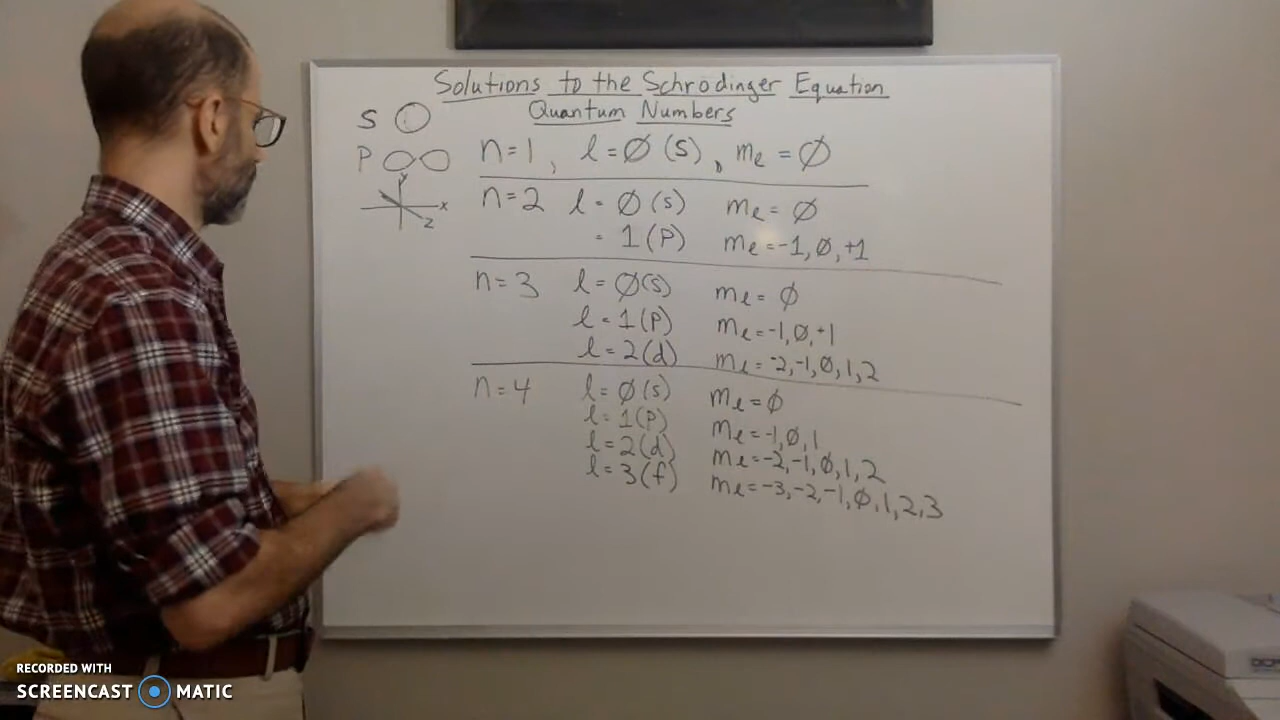 Solutions to the Schrodinger Equation
Quantum Numbers
S
P
y
x
z
n=1, l=Ø (s), mℓ = Ø
n=2 l= Ø (s) mℓ= Ø
= 1 (P) mℓ=-1, Ø, +1
n=3 l=Ø(s) mℓ= Ø
l=1(P) mℓ=-1, Ø, +1
l=2(d) mℓ=-2,-1,Ø,1,2
n=4 l=Ø(s) mℓ=Ø
l=1(P) mℓ=-1,Ø,1
l=2(d) mℓ=-2,-1,Ø,1,2
l=3(f) mℓ=-3,-2,-1,Ø,1,2,3
RECORDED WITH
SCREENCAST MATIC